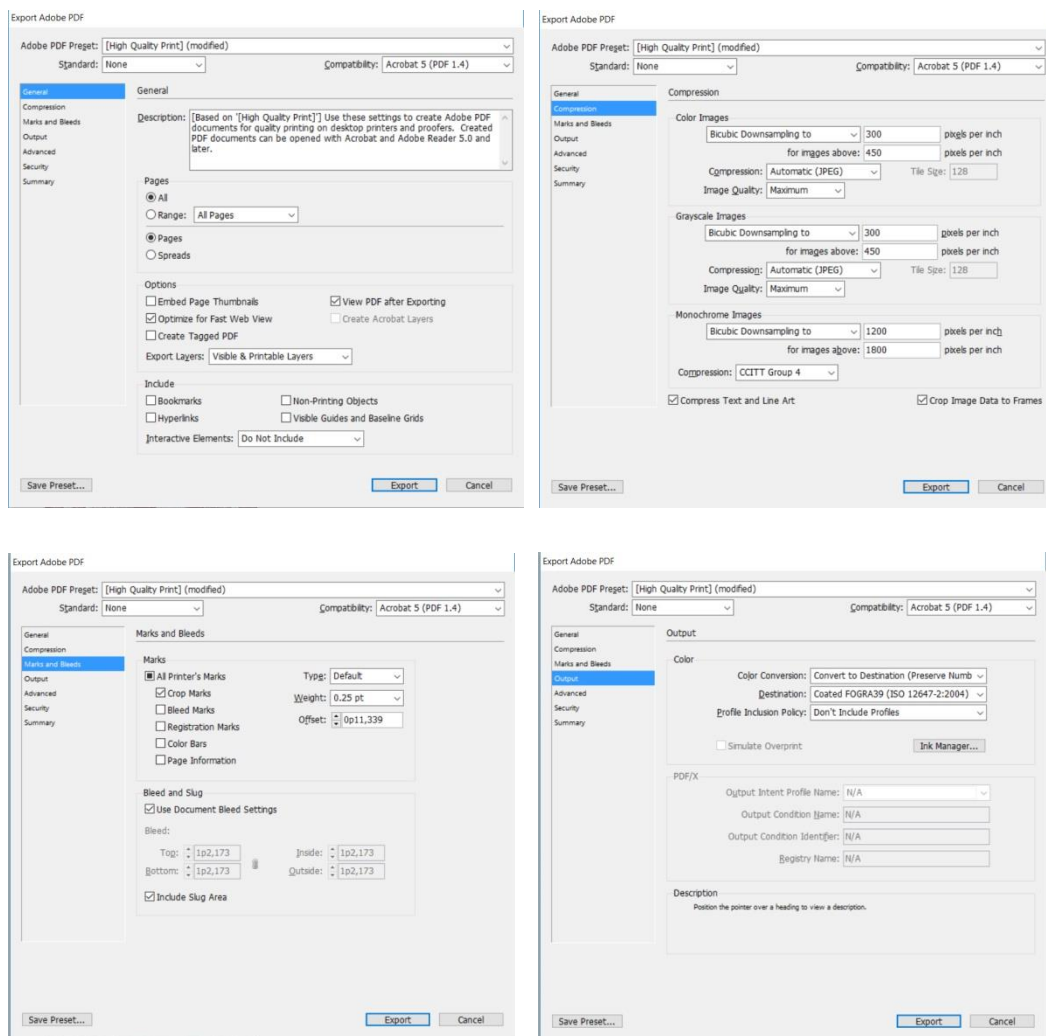 Export Adobe PDF
Adobe PDF Preset: [High Quality Print] (modified)
Standard: None Compatibility: Acrobat 5 (PDF 1.4)
General
Compression
Marks and Bleeds
Output
Advanced
Security
Summary
General
Description: [Based on '[High Quality Print]'] Use these settings to create Adobe PDF
documents for quality printing on desktop printers and proofers. Created
PDF documents can be opened with Acrobat and Adobe Reader 5.0 and
later.
Pages
All
Range: All Pages
Pages
Spreads
Options
Embed Page Thumbnails View PDF after Exporting
Optimize for Fast Web View Create Acrobat Layers
Create Tagged PDF
Export Layers: Visible & Printable Layers
Include
Bookmarks Non-Printing Objects
Hyperlinks Visible Guides and Baseline Grids
Interactive Elements: Do Not Include
Save Preset... Export Cancel
Export Adobe PDF
Adobe PDF Preset: [High Quality Print] (modified)
Standard: None Compatibility: Acrobat 5 (PDF 1.4)
General
Compression
Marks and Bleeds
Output
Advanced
Security
Summary
Compression
Color Images
Bicubic Downsampling to 300 pixels per inch
for images above: 450 pixels per inch
Compression: Automatic (JPEG) Tile Size: 128
Image Quality: Maximum
Grayscale Images
Bicubic Downsampling to 300 pixels per inch
for images above: 450 pixels per inch
Compression: Automatic (JPEG) Tile Size: 128
Image Quality: Maximum
Monochrome Images
Bicubic Downsampling to 1200 pixels per inch
for images above: 1800 pixels per inch
Compression: CCITT Group 4
Compress Text and Line Art Crop Image Data to Frames
Save Preset... Export Cancel
Export Adobe PDF
Adobe PDF Preset: [High Quality Print] (modified)
Standard: None Compatibility: Acrobat 5 (PDF 1.4)
General
Compression
Marks and Bleeds
Output
Advanced
Security
Summary
Marks and Bleeds
Marks
All Printer's Marks Type: Default
Crop Marks Weight: 0.25 pt
Bleed Marks Offset: 0p11,339
Registration Marks
Color Bars
Page Information
Bleed and Slug
Use Document Bleed Settings
Bleed:
Top: 1p2,173 Inside: 1p2,173
Bottom: 1p2,173 Outside: 1p2,173
Include Slug Area
Save Preset... Export Cancel
Export Adobe PDF
Adobe PDF Preset: [High Quality Print] (modified)
Standard: None Compatibility: Acrobat 5 (PDF 1.4)
General
Compression
Marks and Bleeds
Output
Advanced
Security
Summary
Output
Color
Color Conversion: Convert to Destination (Preserve Numb
Destination: Coated FOGRA39 (ISO 12647-2:2004)
Profile Inclusion Policy: Don't Include Profiles
Simulate Overprint Ink Manager...
PDF/X
Output Intent Profile Name: N/A
Output Condition Name: N/A
Output Condition Identifier: N/A
Registry Name: N/A
Description
Position the pointer over a heading to view a description.
Save Preset... Export Cancel